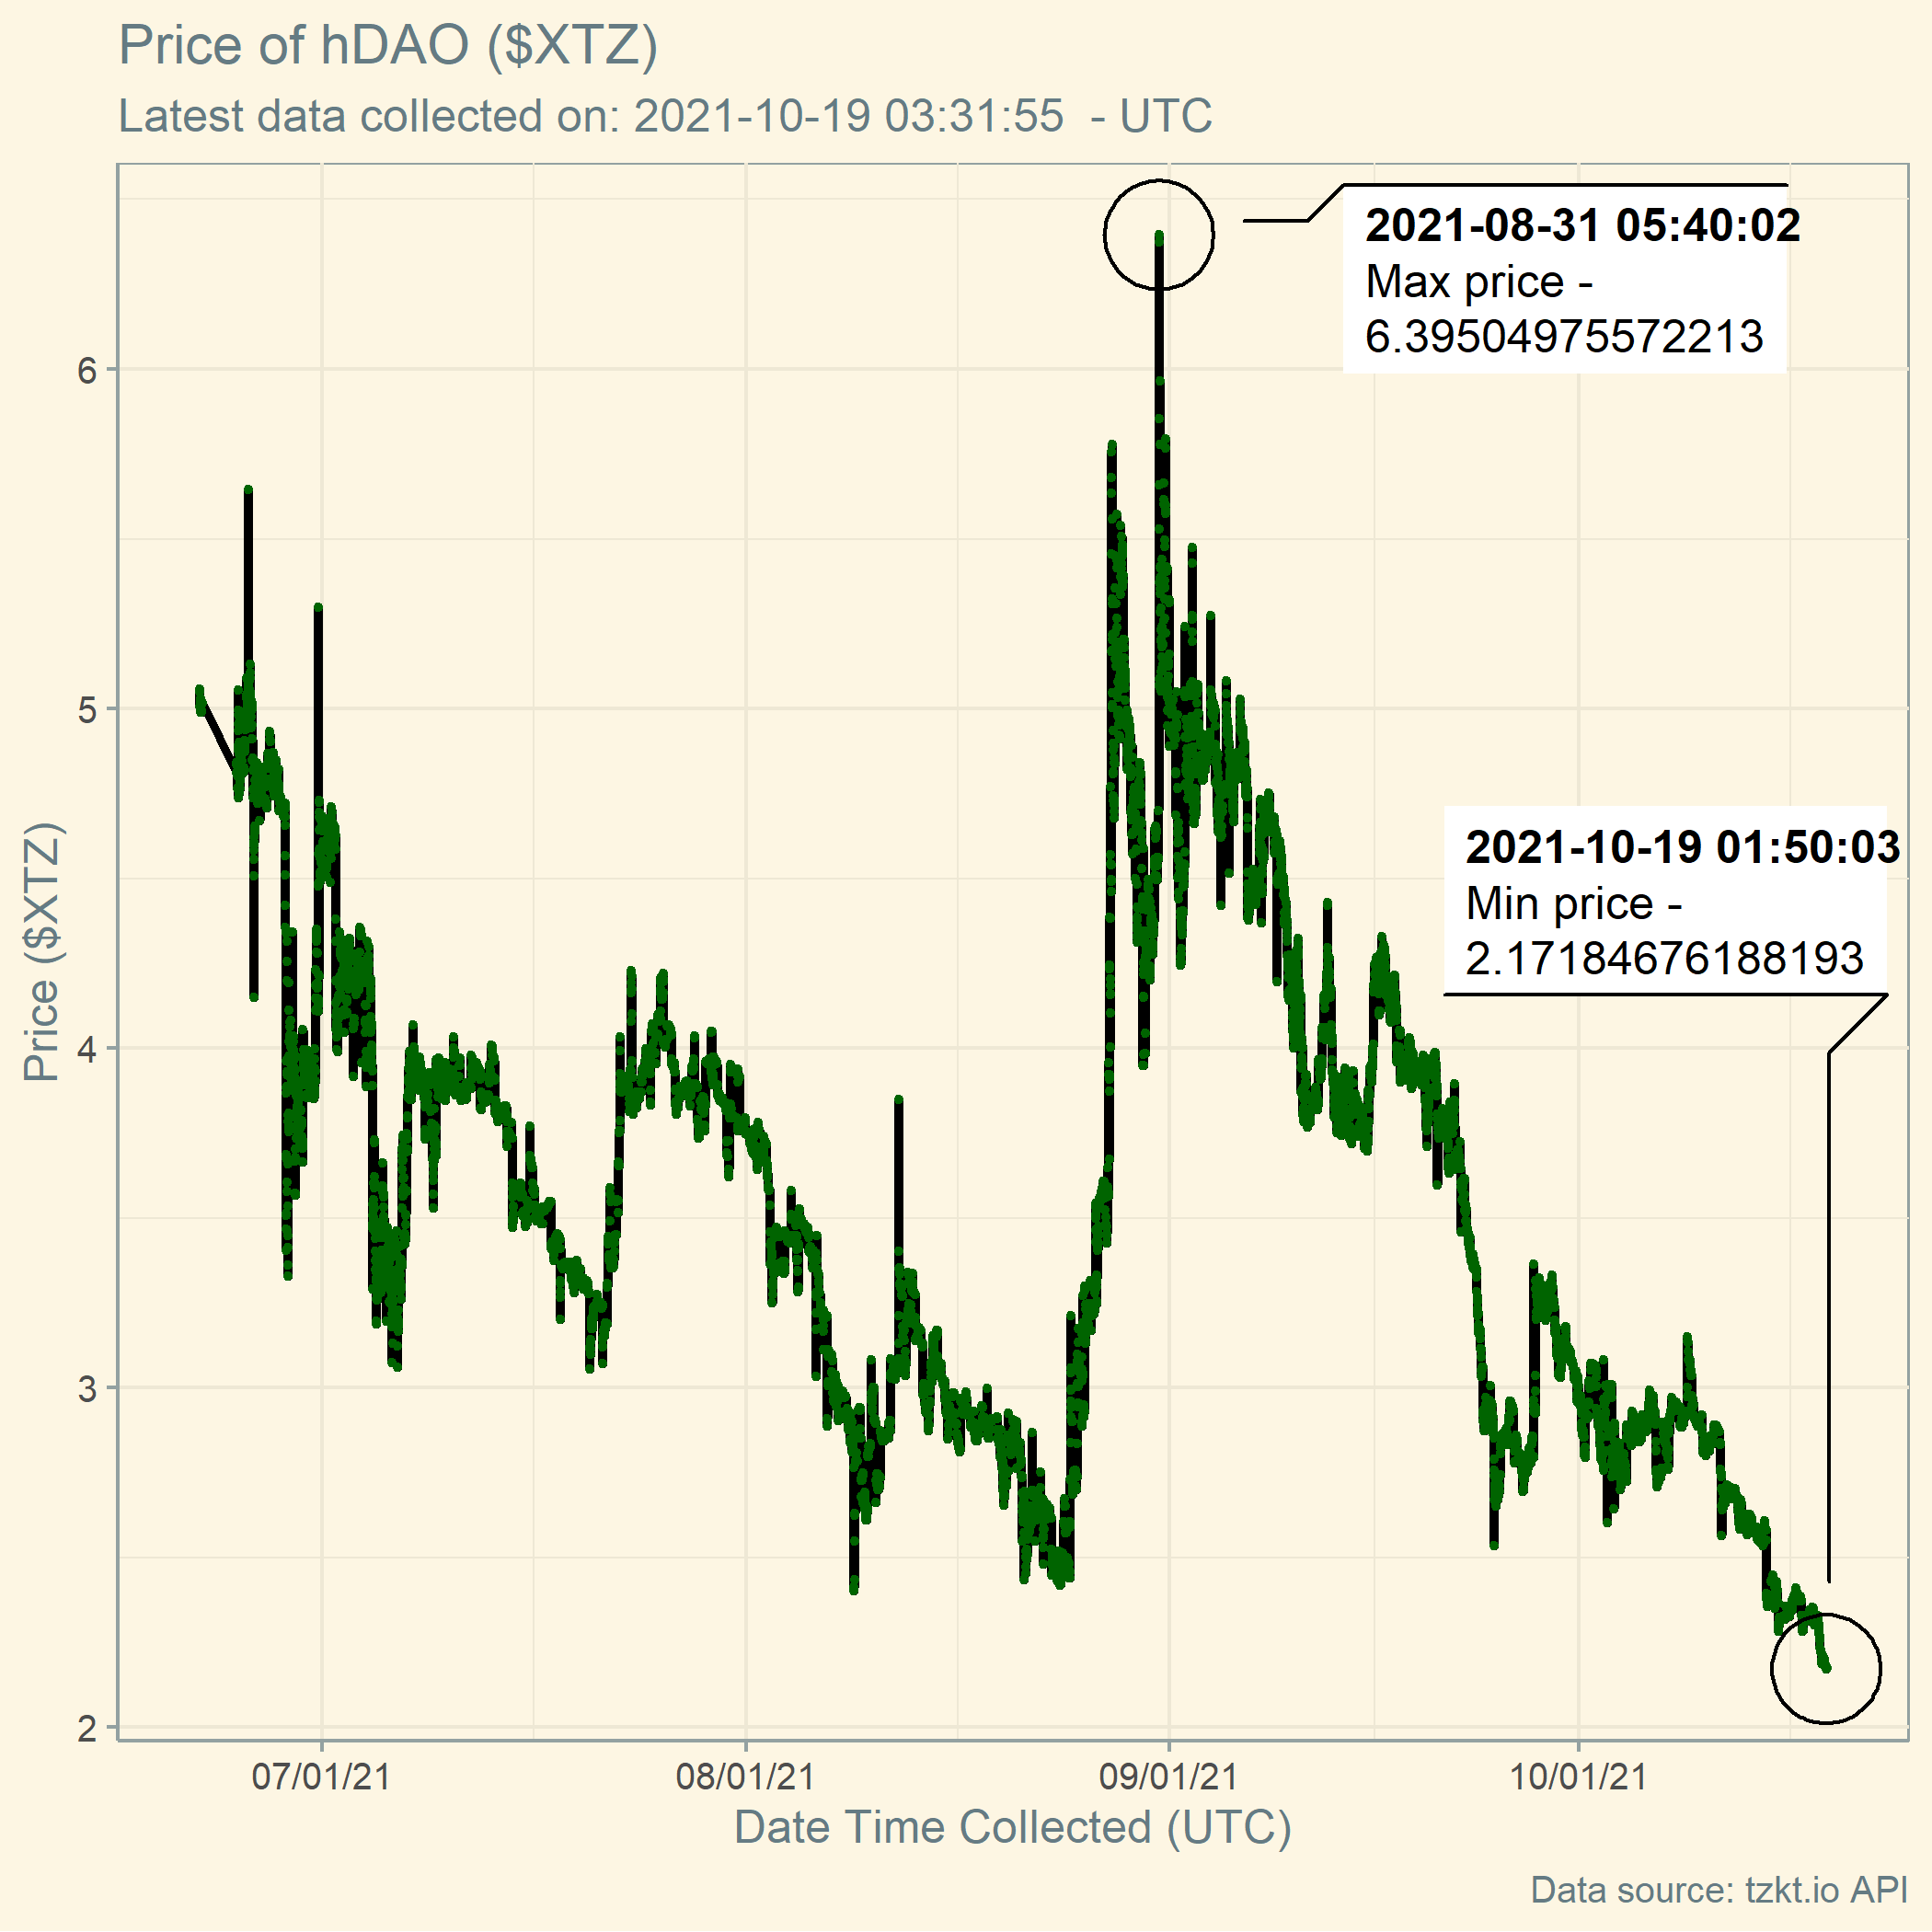 Price of hDAO ($XTZ)
Latest data collected on: 2021-10-19 03:31:55  - UTC
2021-08-31 05:40:02
Max price -
6.39504975572213
6
5
2021-10-19 01:50:03
Min price -
2.17184676188193
4
3
2
Price ($XTZ)
07/01/21 08/01/21 09/01/21 10/01/21
Date Time Collected (UTC)
Data source: tzkt.io API